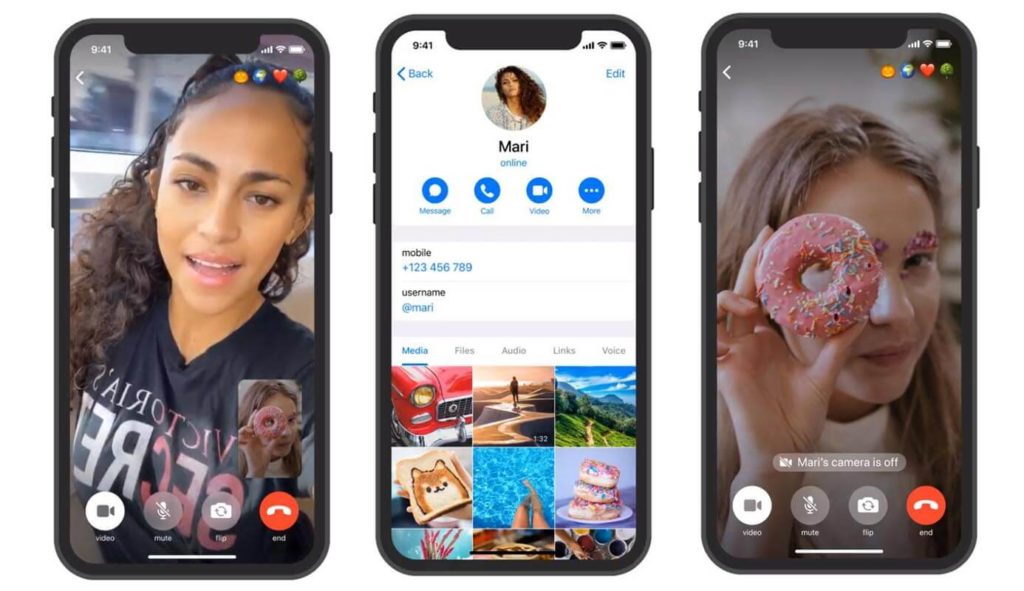 9:41
VICTORIA'S
SECRE
video
mute
flip
end
9:41
Back
Edit
Mari
online
Message
Call
Video
More
mobile
+123 456 789
username
@mari
Media
Files
Audio
Links
Voice
1:32
9:41
Mari's camera is off
video
mute
flip
end